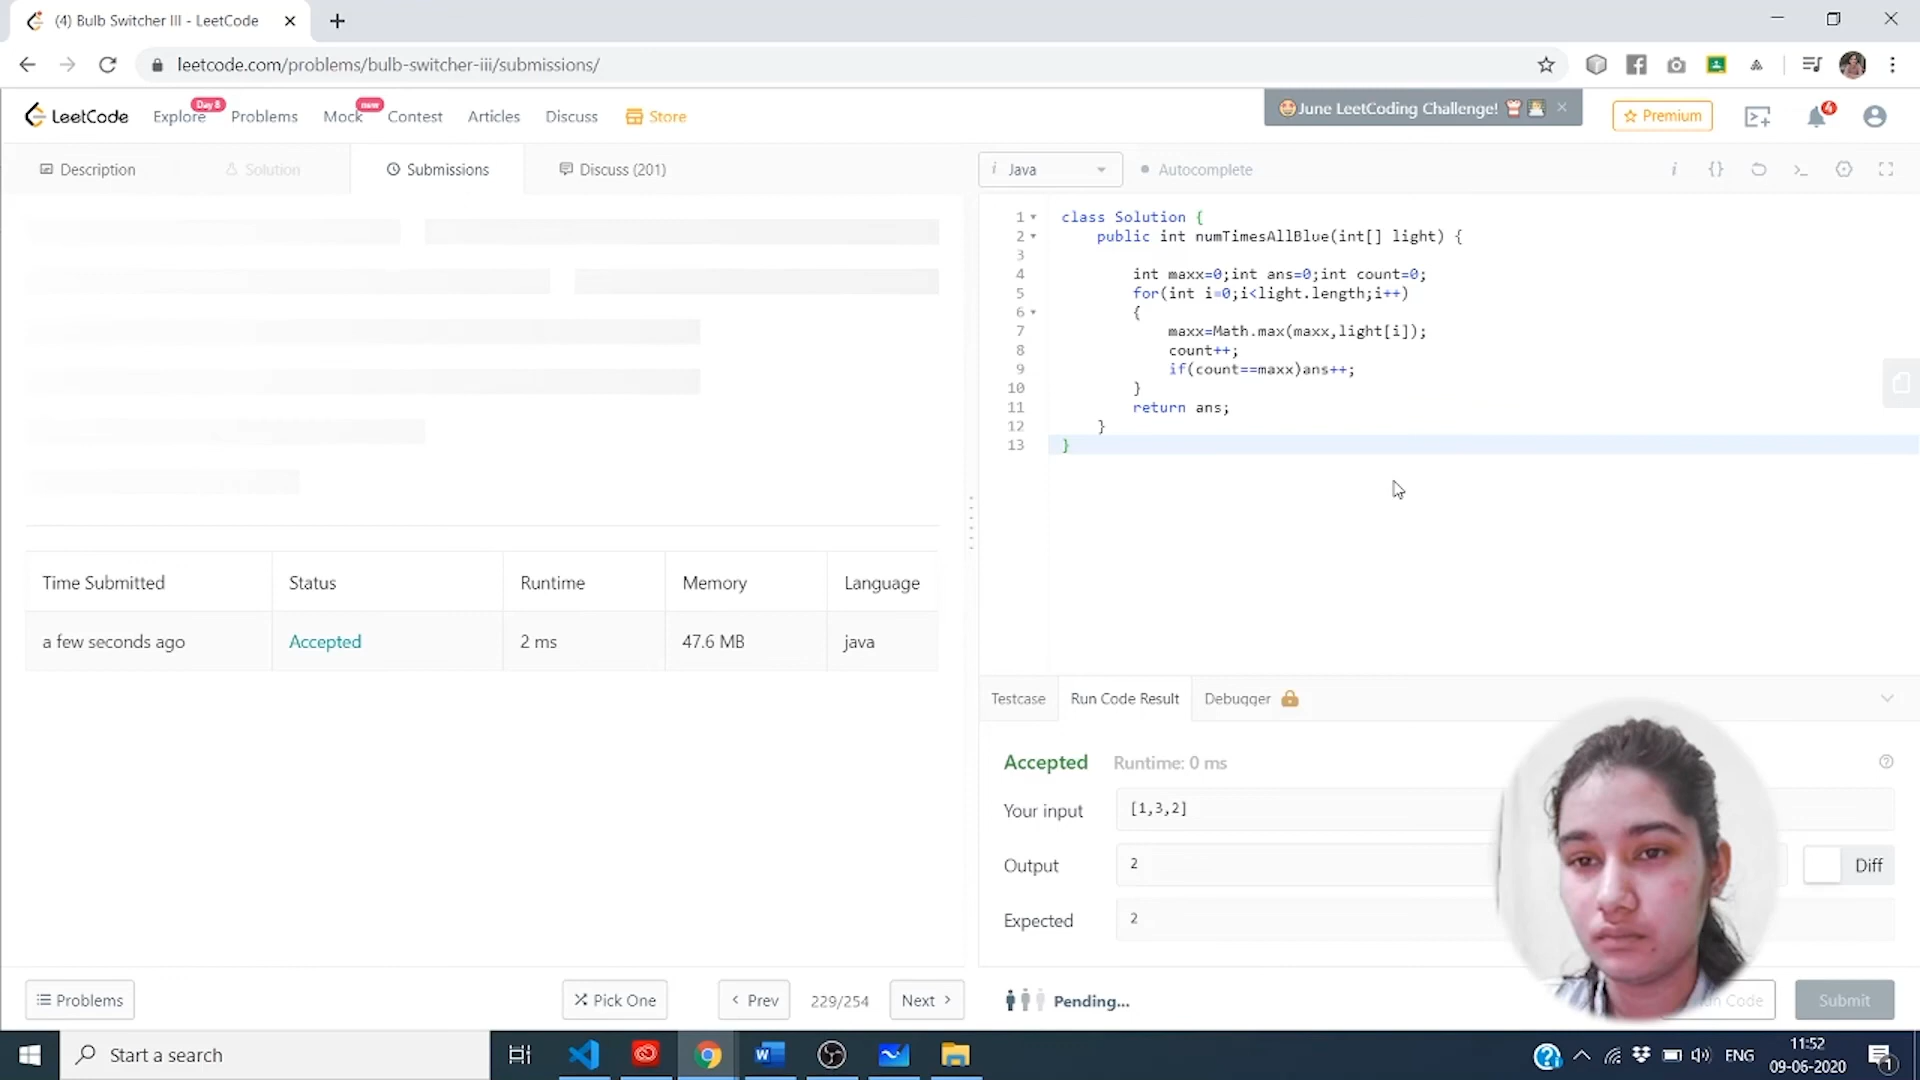 (4) Bulb Switcher III - LeetCode
leetcode.com/problems/bulb-switcher-iii/submissions/
LeetCode
Explore
Day 8
Problems
Mock
new
Contest
Articles
Discuss
Store
June LeetCoding Challenge!
Premium
4
Description
Solution
Submissions
Discuss (201)
i Java
Autocomplete
1 class Solution {
2 public int numTimesAllBlue(int[] light) {
3
4 int maxx=0;int ans=0;int count=0;
5 for(int i=0;i<light.length;i++)
6 {
7 maxx=Math.max(maxx,light[i]);
8 count++;
9 if(count==maxx)ans++;
10 }
11 return ans;
12 }
13 }
Time Submitted Status Runtime Memory Language
a few seconds ago Accepted 2 ms 47.6 MB java
Testcase Run Code Result Debugger
Accepted Runtime: 0 ms
Your input [1,3,2]
Output 2
Diff
Expected 2
Problems
Pick One
Prev
229/254
Next
Pending...
Code
Submit
Start a search
ENG
11:52
09-06-2020
1